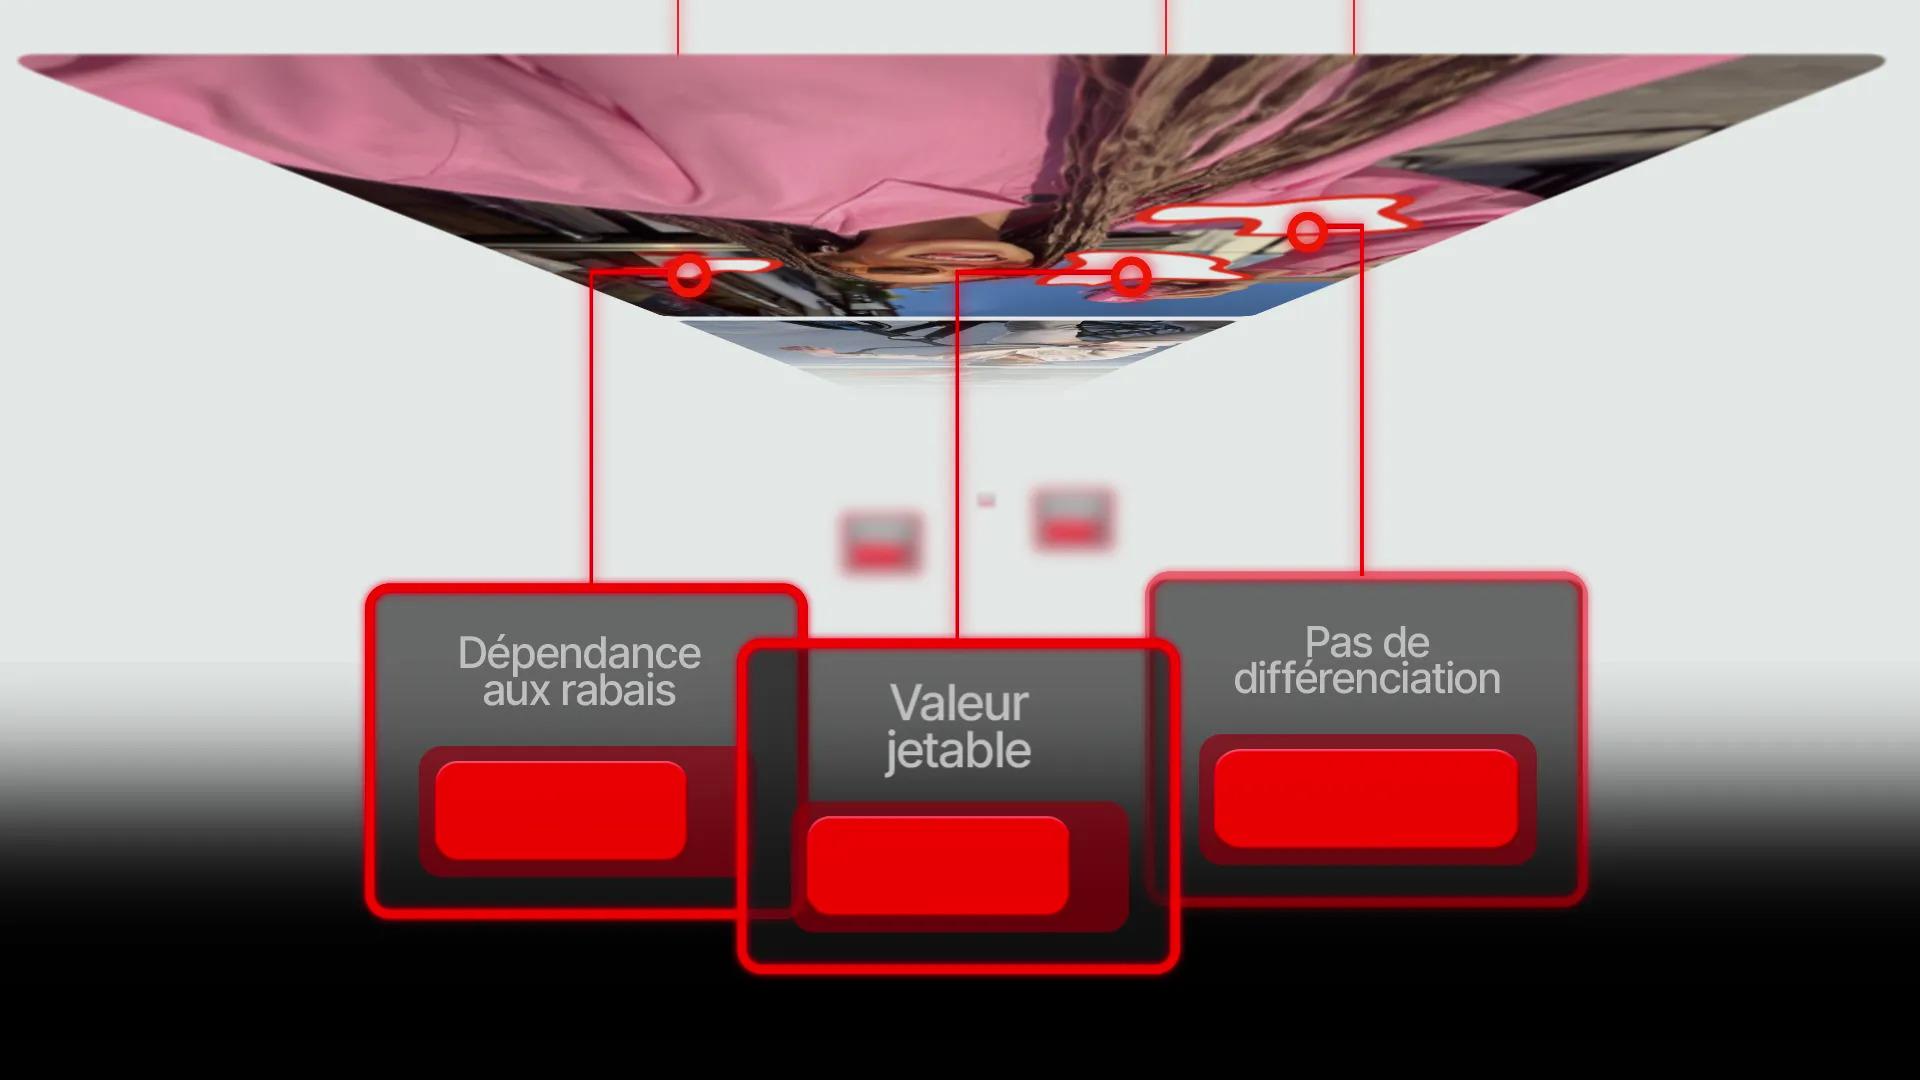 Dépendance
aux rabais
Valeur
jetable
Pas de
différenciation